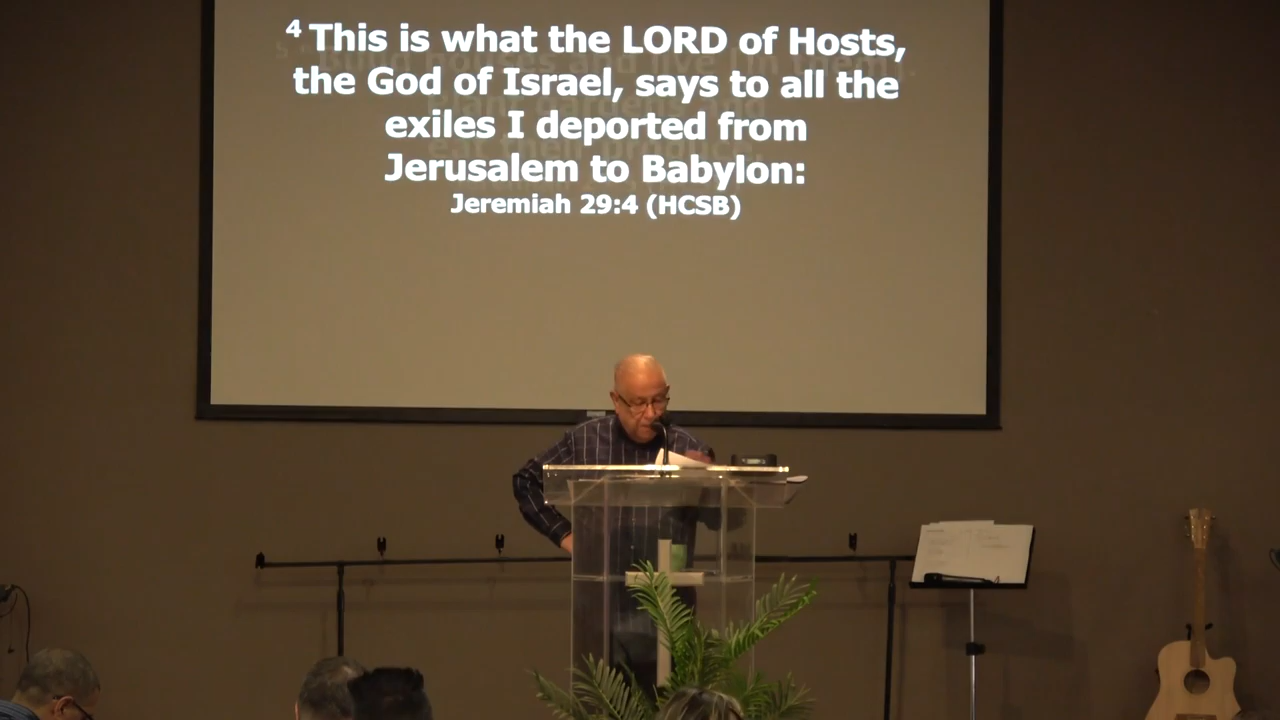 4 This is what the LORD of Hosts,
the God of Israel, says to all the
exiles I deported from
Jerusalem to Babylon:
Jeremiah 29:4 (HCSB)